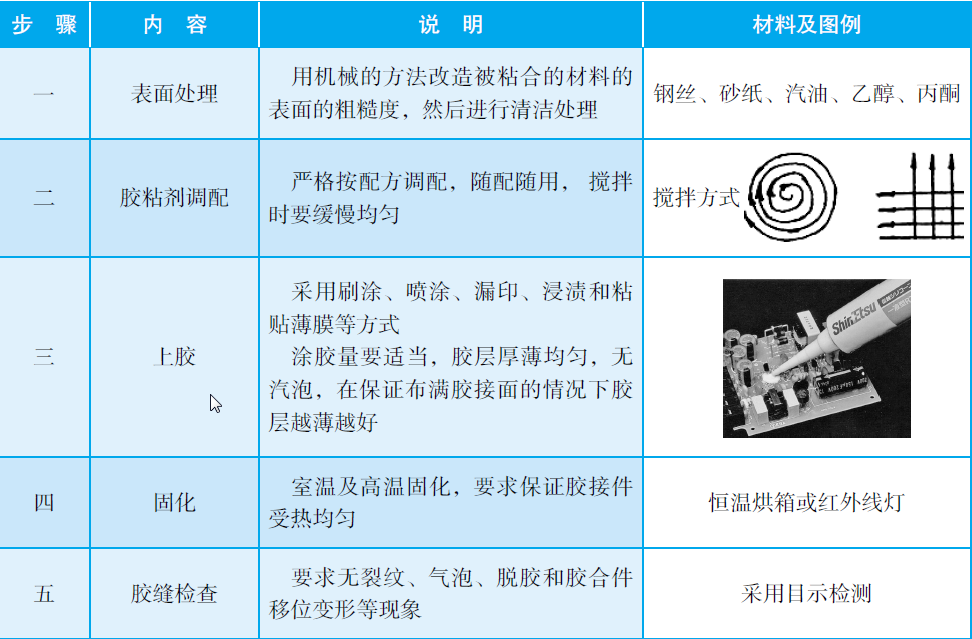 步 骤 内 容 说 明 材料及图例
一 表面处理 用机械的方法改造被粘合的材料的
表面的粗糙度，然后进行清洁处理
钢丝、砂纸、汽油、乙醇、丙酮
二 胶粘剂调配 严格按配方调配，随配随用， 搅拌
时要缓慢均匀
搅拌方式
三 上胶 采用刷涂、喷涂、漏印、浸渍和粘
贴薄膜等方式
涂胶量要适当，胶层厚薄均匀，无
汽泡，在保证布满胶接面的情况下胶
层越薄越好
ShinEtsu
四 固化 室温及高温固化，要求保证胶接件
受热均匀
恒温烘箱或红外线灯
五 胶缝检查 要求无裂纹、气泡、脱胶和胶合件
移位变形等现象
采用目示检测